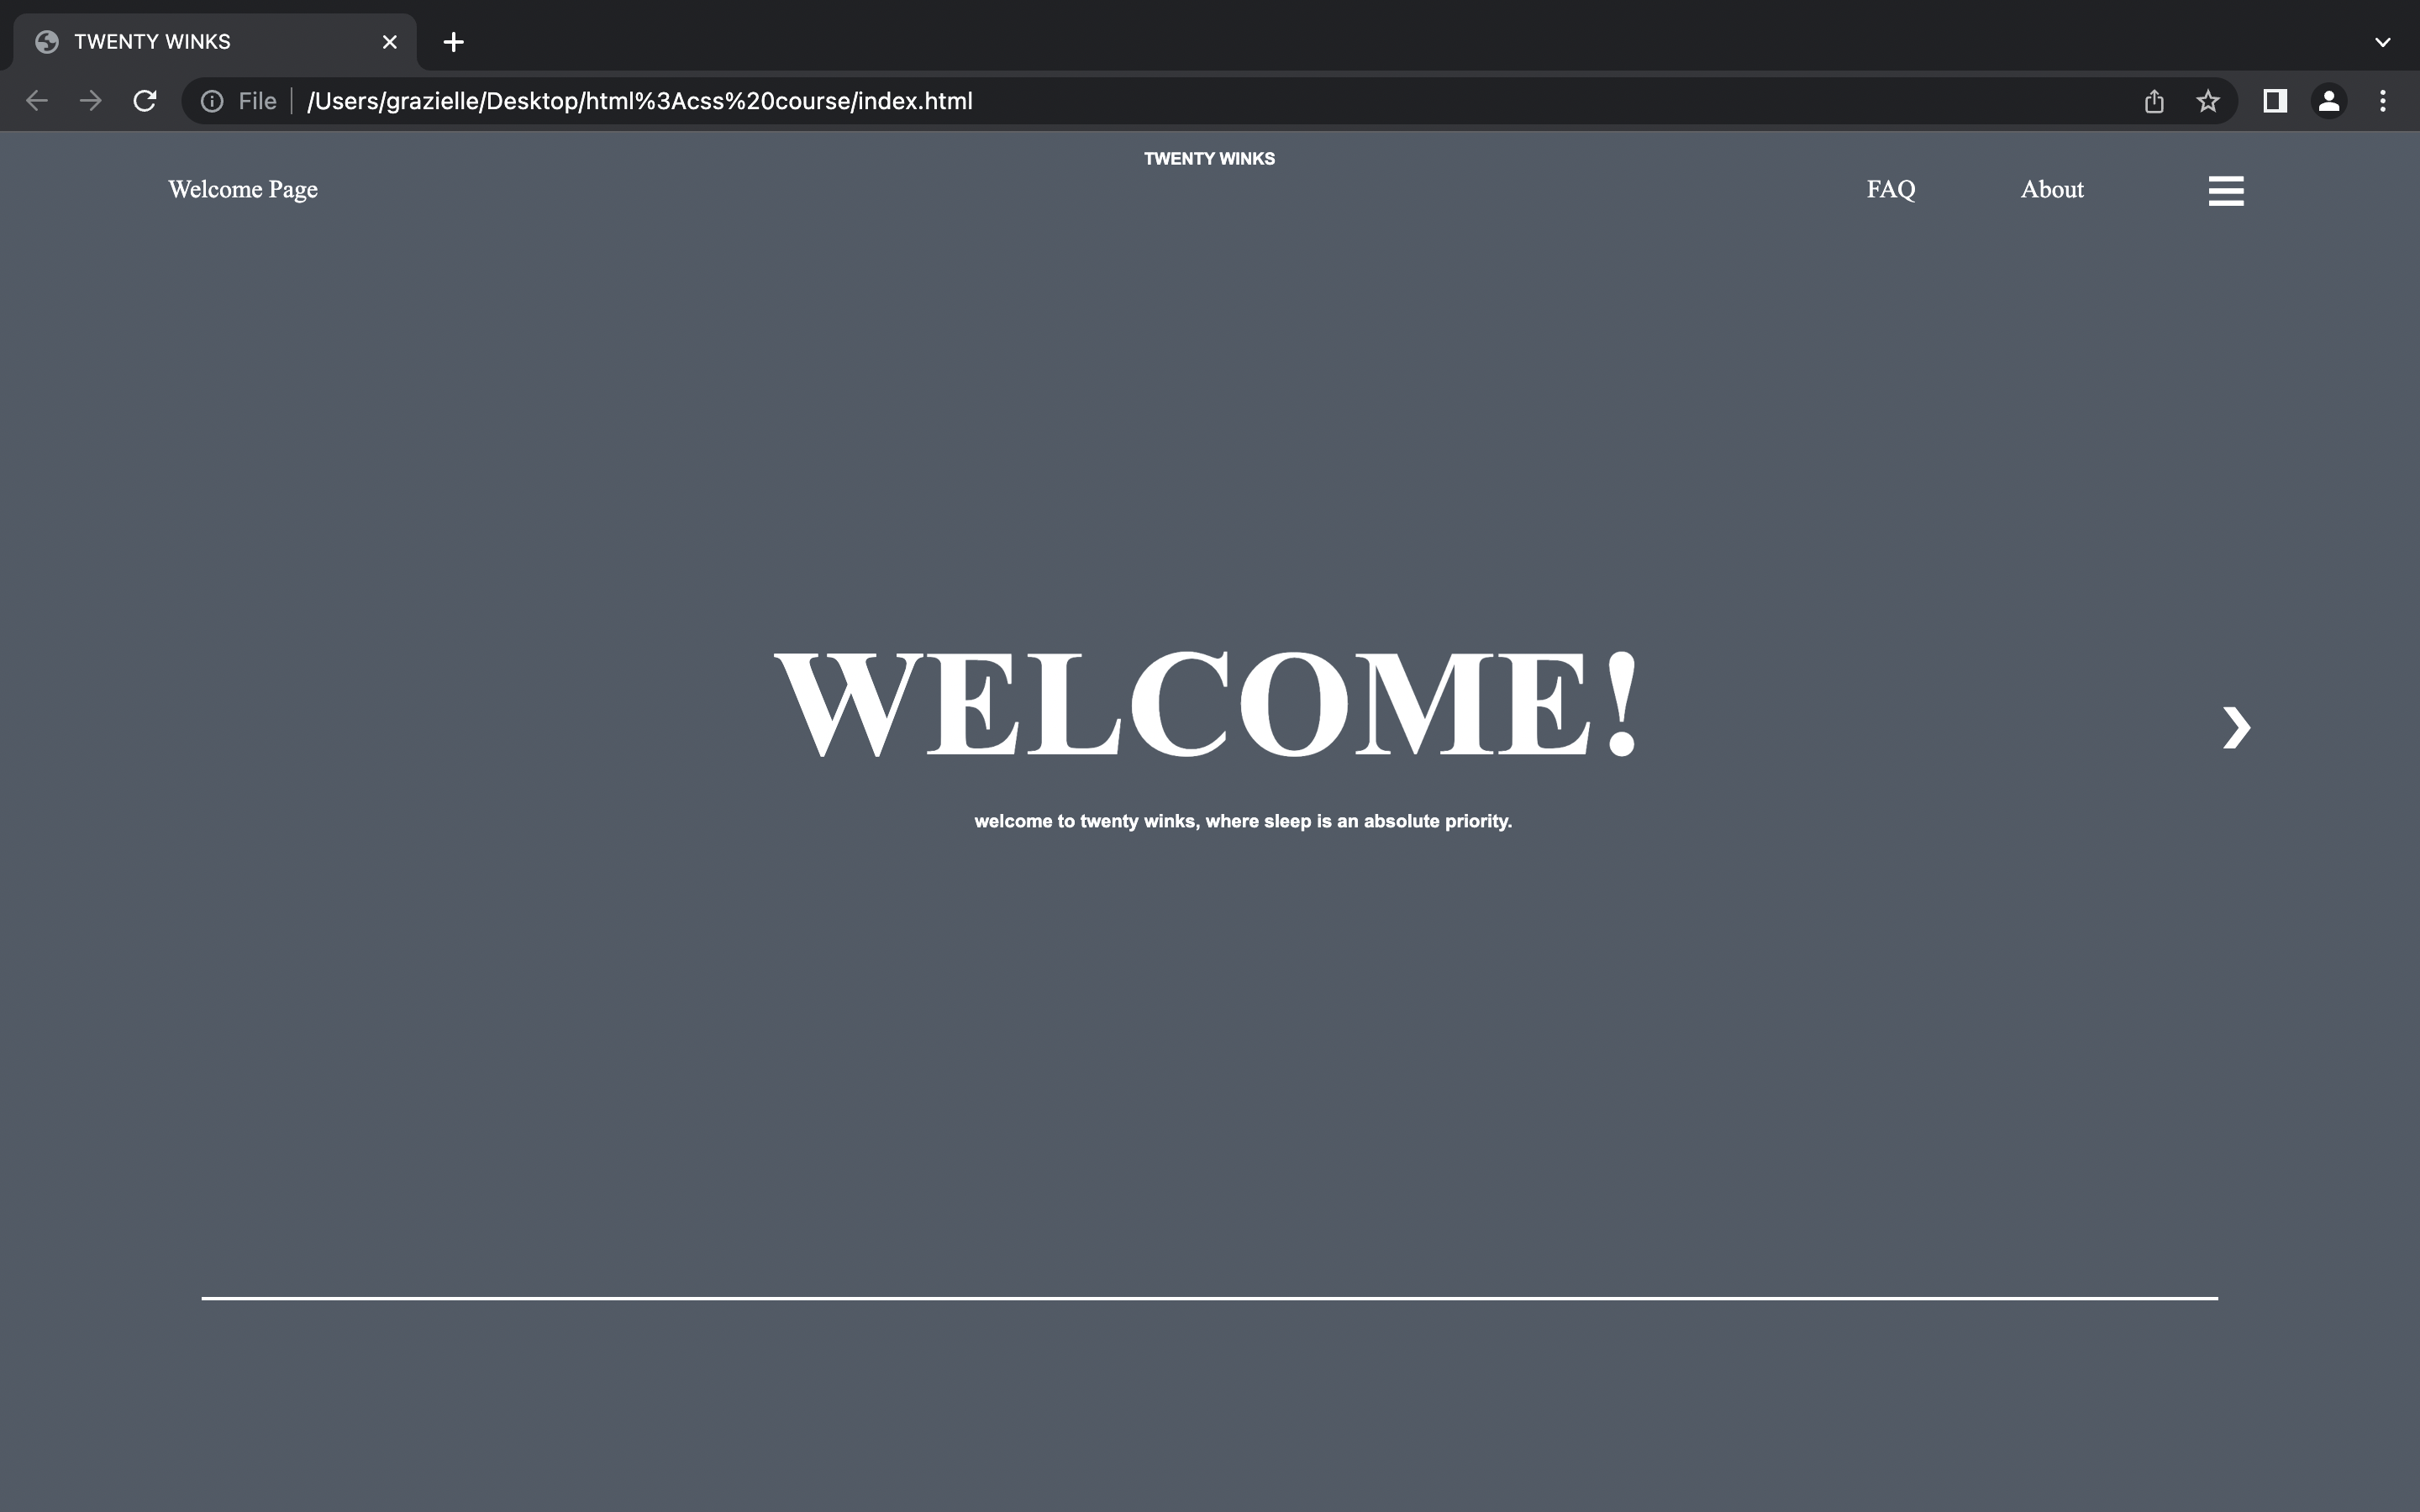 TWENTY WINKS
File /Users/grazielle/Desktop/html%3Acss%20course/index.html
TWENTY WINKS
Welcome Page FAQ About
WELCOME!
welcome to twenty winks, where sleep is an absolute priority.